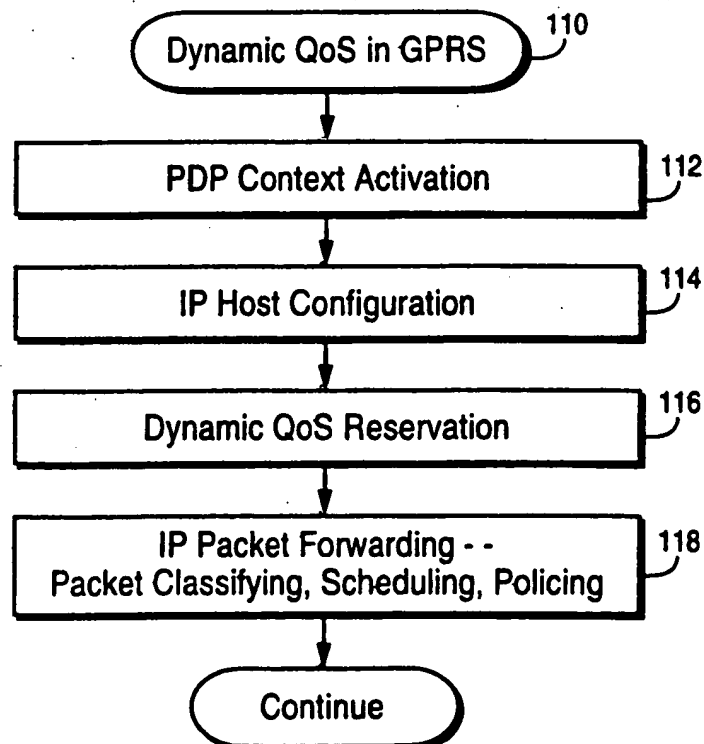 Dynamic QoS in GPRS
110
PDP Context Activation
112
IP Host Configuration
114
Dynamic QoS Reservation
116
IP Packet Forwarding - -
Packet Classifying, Scheduling, Policing
118
Continue